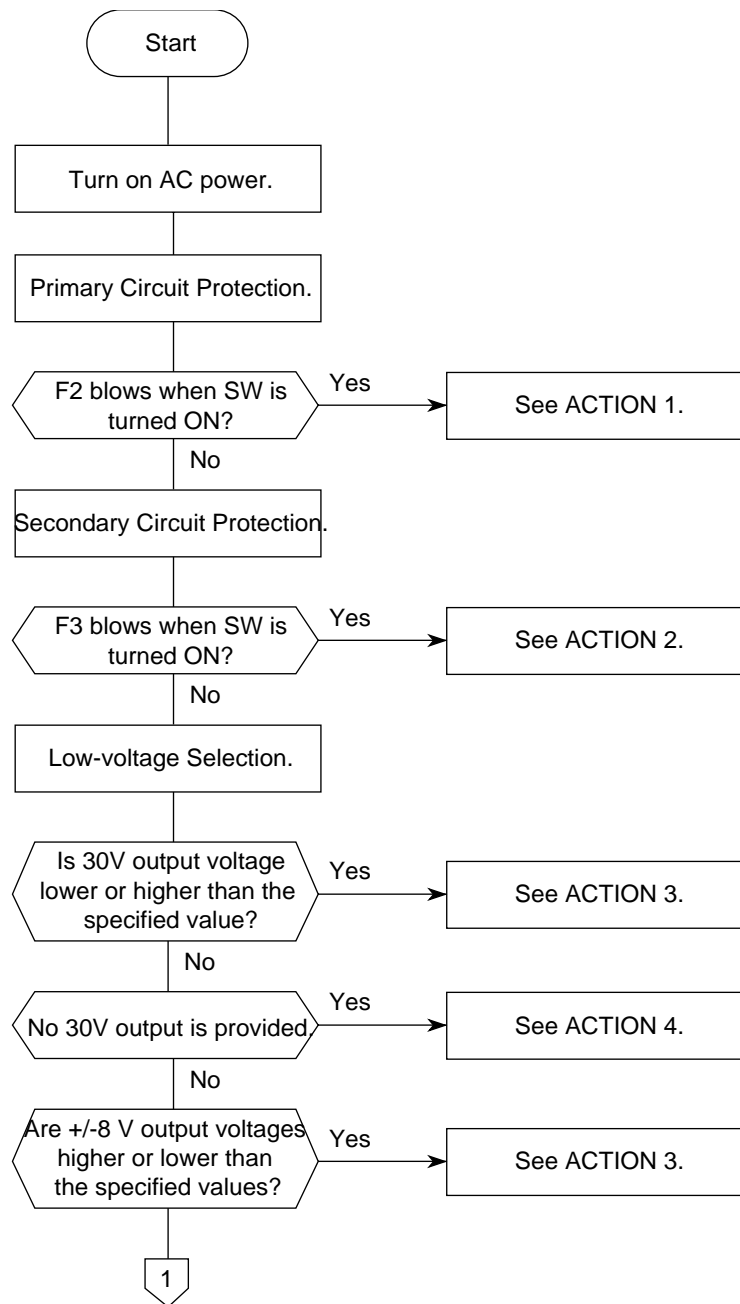 Start
Turn on AC power.
Primary Circuit Protection.
F2 blows when SW is
turned ON?
Yes
See ACTION 1.
No
Secondary Circuit Protection.
F3 blows when SW is
turned ON?
Yes
See ACTION 2.
No
Low-voltage Selection.
Is 30V output voltage
lower or higher than the
specified value?
Yes
See ACTION 3.
No
No 30V output is provided.
Yes
See ACTION 4.
No
Are +/-8 V output voltages
higher or lower than
the specified values?
Yes
See ACTION 3.
1